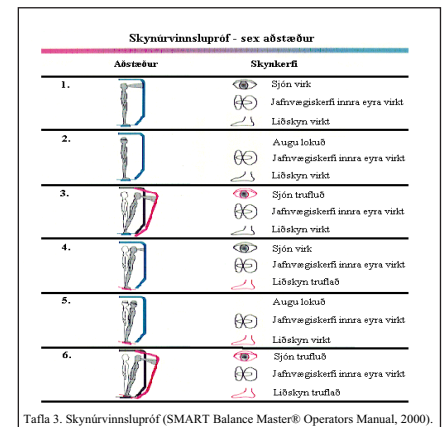 Skynúrvinnslupróf - sex aðstæður
Aðstæður Skynkerfi
1. Sjón virk
Jafnvægiskerfi innra eyra virkt
Liðskyn virkt
2. Augu lokuð
Jafnvægiskerfi innra eyra virkt
Liðskyn virkt
3. Sjón trufluð
Jafnvægiskerfi innra eyra virkt
Liðskyn virkt
4. Sjón virk
Jafnvægiskerfi innra eyra virkt
Liðskyn truflað
5. Augu lokuð
Jafnvægiskerfi innra eyra virkt
Liðskyn virkt
6. Sjón trufluð
Jafnvægiskerfi innra eyra virkt
Liðskyn truflað
Tafla 3. Skynúrvinnslupróf (SMART Balance Master® Operators Manual, 2000).